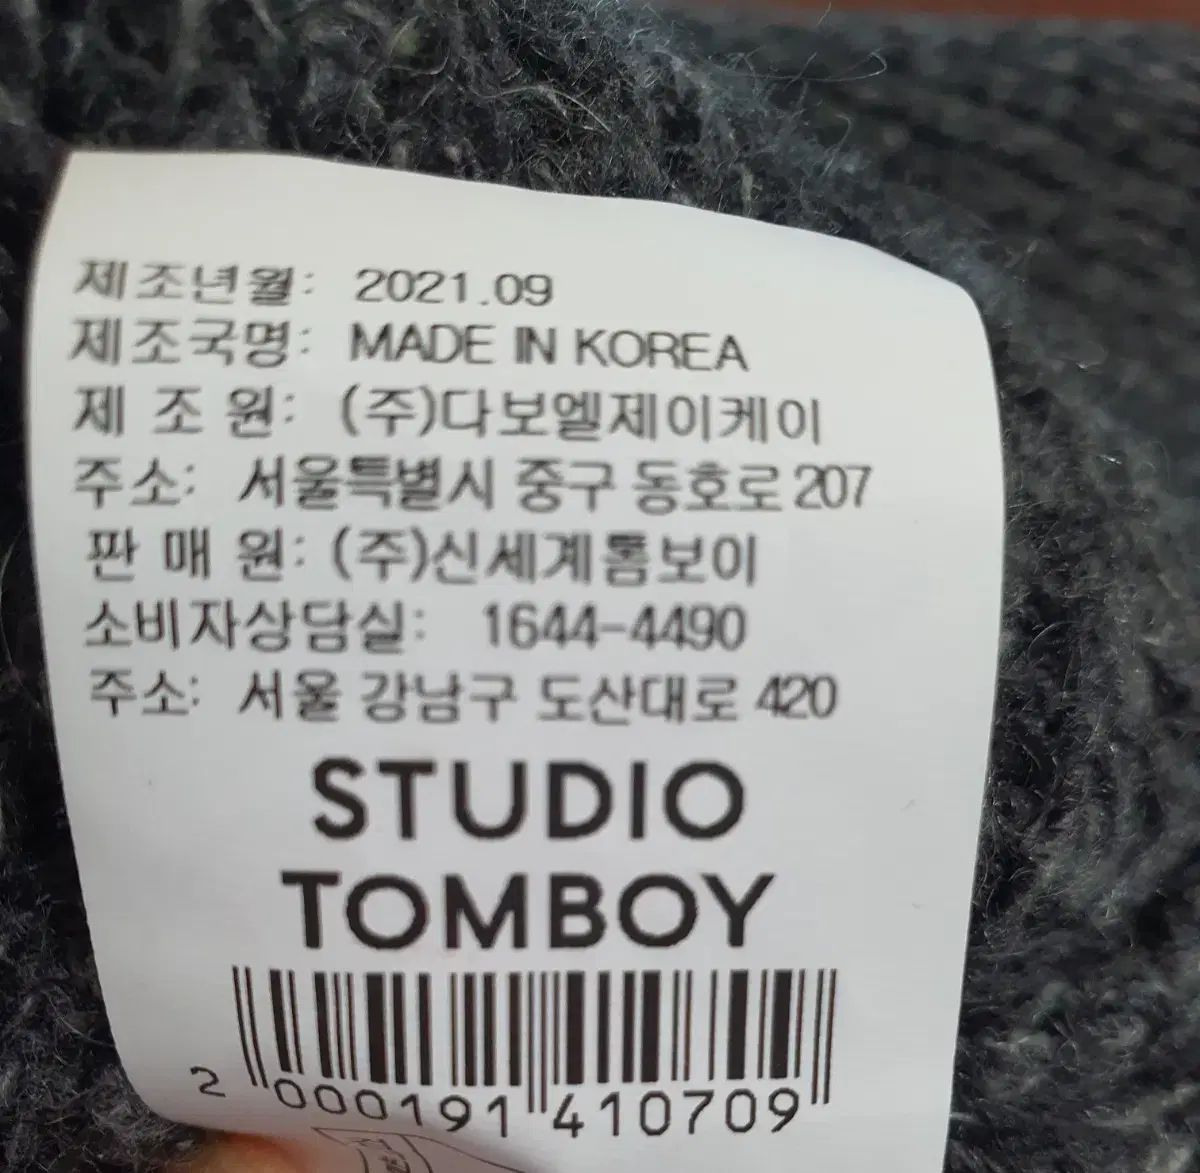 제조년월: 2021.09
제조국명: MADE IN KOREA
제 조 원: (주)다보엘제이케이
주소: 서울특별시 중구 동호로 207
판 매 원: (주)신세계톰보이
소비자상담실: 1644-4490
주소: 서울 강남구 도산대로 420
STUDIO
TOMBOY
2 000191 410709